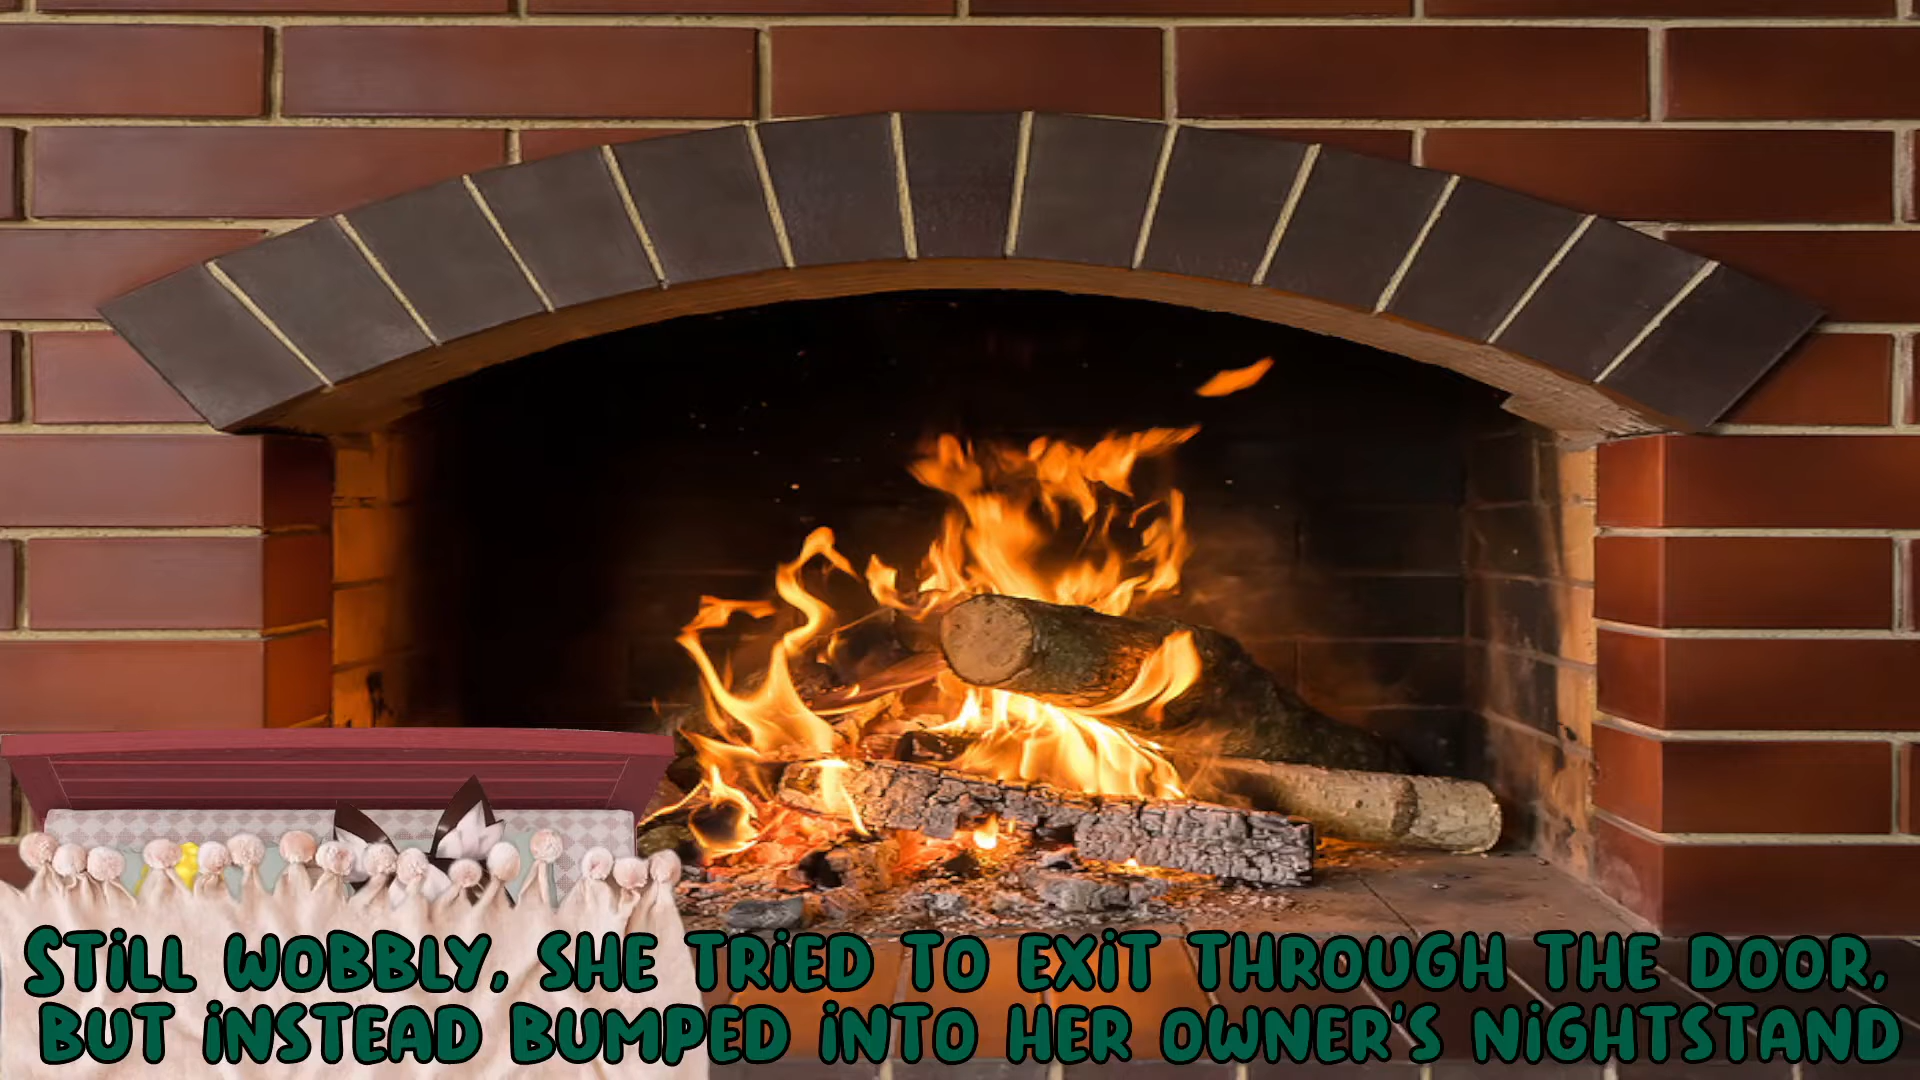 STILL WOBBLY, SHE TRIED TO EXIT THROUGH THE DOOR,
BUT INSTEAD BUMPED INTO HER OWNER'S NIGHTSTAND